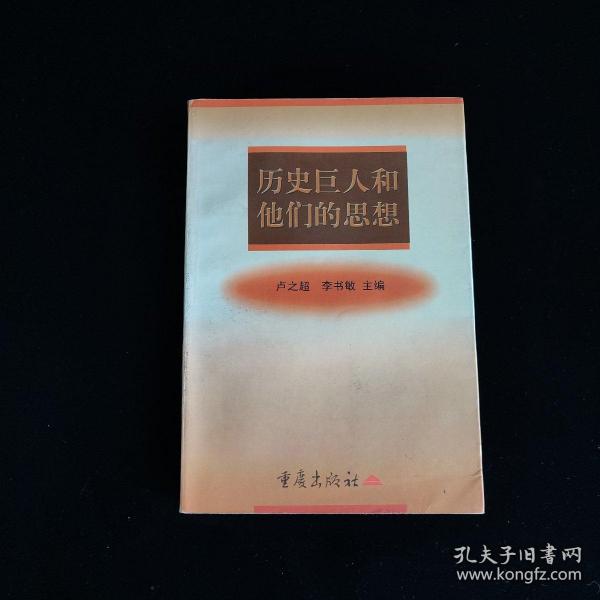 历史巨人和
他们的思想
卢之超 李书敏 主编
重庆出版社
孔夫子旧书网
www.kongfz.com